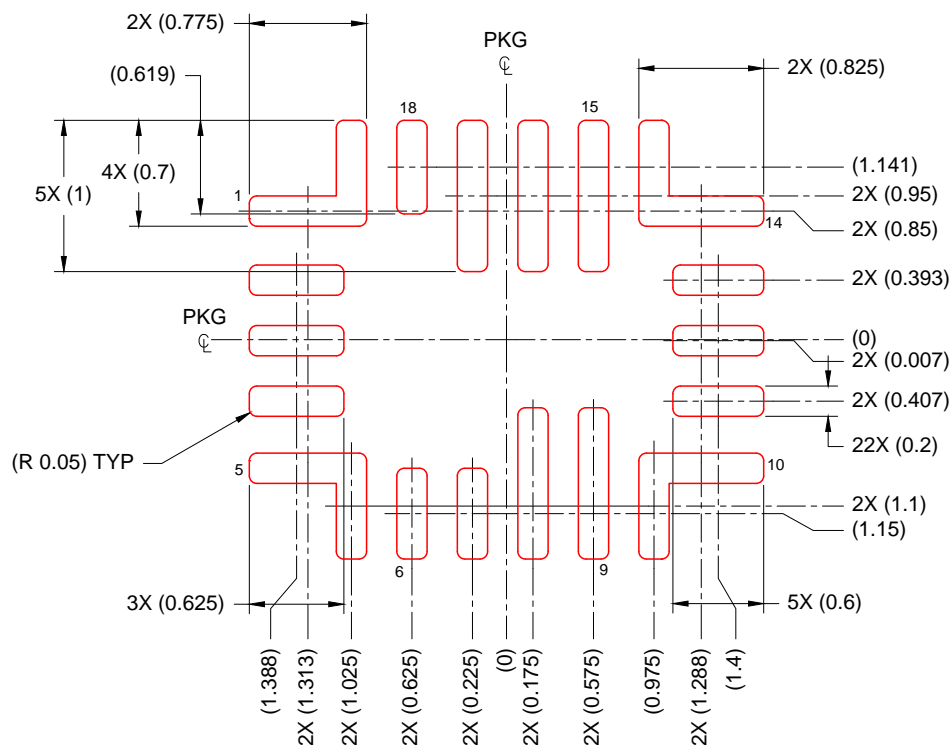 2X (0.775)
PKG
℄
(0.619)
2X (0.825)
18
15
4X (0.7)
(1.141)
5X (1)
1
2X (0.95)
14
2X (0.85)
2X (0.393)
PKG
℄
(0)
2X (0.007)
2X (0.407)
22X (0.2)
(R 0.05) TYP
5
10
2X (1.1)
(1.15)
6
9
3X (0.625)
5X (0.6)
(1.388)
2X (1.313)
2X (1.025)
2X (0.625)
2X (0.225)
(0)
2X (0.175)
2X (0.575)
(0.975)
2X (1.288)
(1.4)